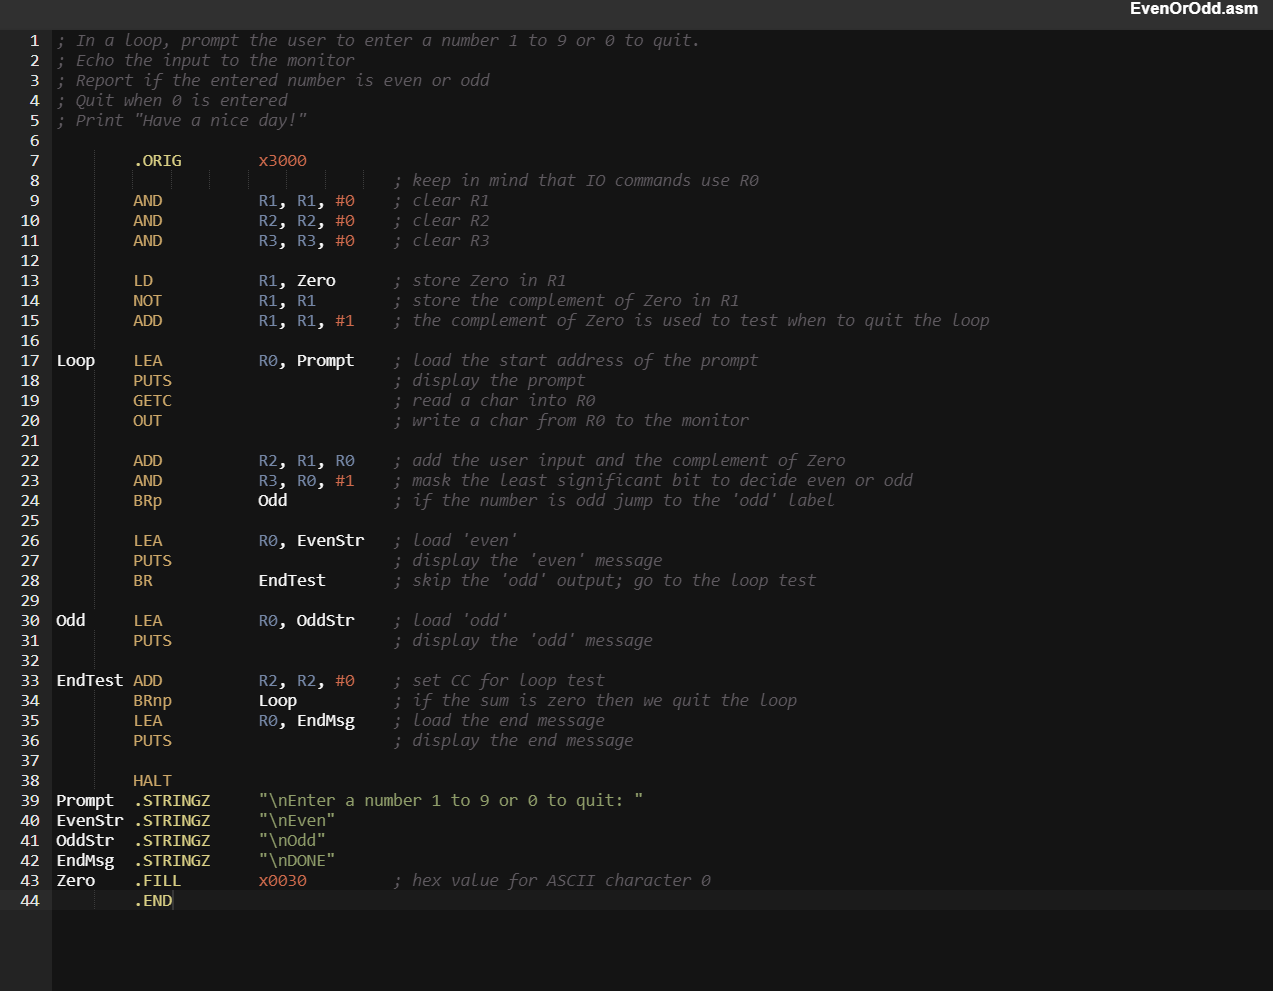 EvenOrOdd.asm
1 ; In a loop, prompt the user to enter a number 1 to 9 or 0 to quit.
2 ; Echo the input to the monitor
3 ; Report if the entered number is even or odd
4 ; Quit when 0 is entered
5 ; Print "Have a nice day!"
6
7 .ORIG x3000
8 ; keep in mind that IO commands use R0
9 AND R1, R1, #0 ; clear R1
10 AND R2, R2, #0 ; clear R2
11 AND R3, R3, #0 ; clear R3
12
13 LD R1, Zero ; store Zero in R1
14 NOT R1, R1 ; store the complement of Zero in R1
15 ADD R1, R1, #1 ; the complement of Zero is used to test when to quit the loop
16
17 Loop LEA R0, Prompt ; load the start address of the prompt
18 PUTS ; display the prompt
19 GETC ; read a char into R0
20 OUT ; write a char from R0 to the monitor
21
22 ADD R2, R1, R0 ; add the user input and the complement of Zero
23 AND R3, R0, #1 ; mask the least significant bit to decide even or odd
24 BRp Odd ; if the number is odd jump to the 'odd' label
25
26 LEA R0, EvenStr ; load 'even'
27 PUTS ; display the 'even' message
28 BR EndTest ; skip the 'odd' output; go to the loop test
29
30 Odd LEA R0, OddStr ; load 'odd'
31 PUTS ; display the 'odd' message
32
33 EndTest ADD R2, R2, #0 ; set CC for loop test
34 BRnp Loop ; if the sum is zero then we quit the loop
35 LEA R0, EndMsg ; load the end message
36 PUTS ; display the end message
37
38 HALT
39 Prompt .STRINGZ "\nEnter a number 1 to 9 or 0 to quit: "
40 EvenStr .STRINGZ "\nEven"
41 OddStr .STRINGZ "\nOdd"
42 EndMsg .STRINGZ "\nDONE"
43 Zero .FILL x0030 ; hex value for ASCII character 0
44 .END